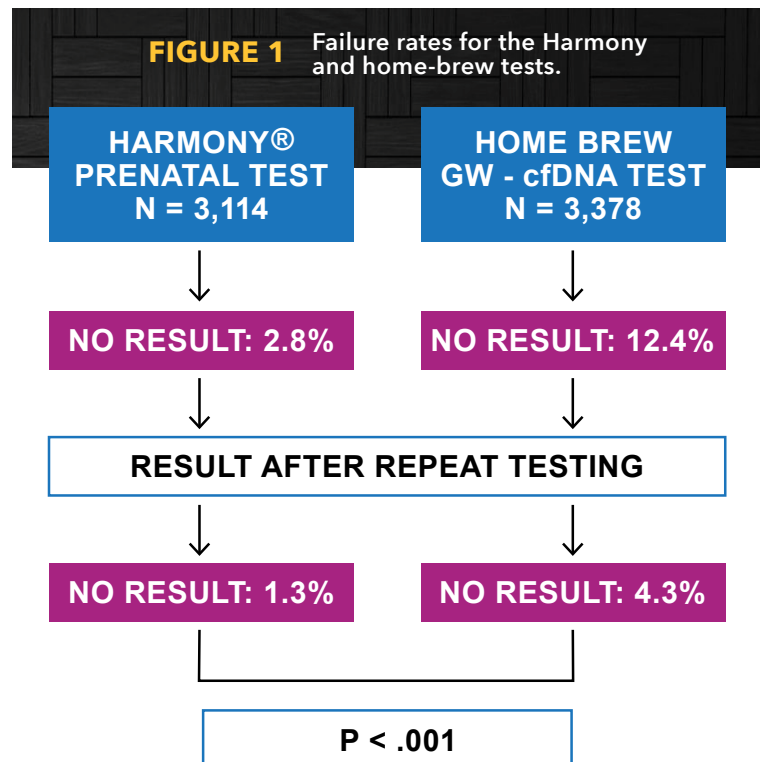 FIGURE 1
Failure rates for the Harmony
and home-brew tests.
HARMONY®
PRENATAL TEST
N = 3,114
HOME BREW
GW - cfDNA TEST
N = 3,378
NO RESULT: 2.8%
NO RESULT: 12.4%
RESULT AFTER REPEAT TESTING
NO RESULT: 1.3%
NO RESULT: 4.3%
P < .001